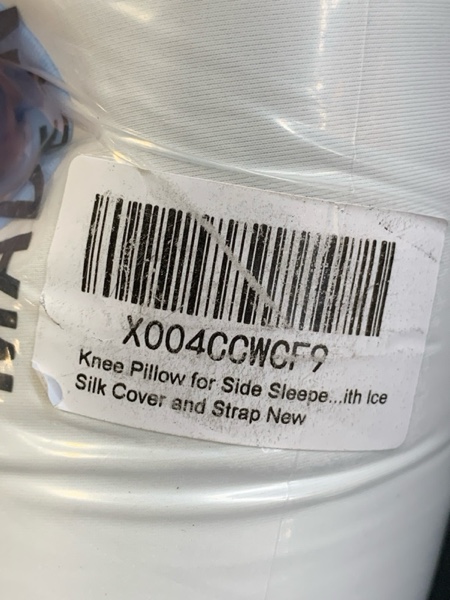 X004CCWCF9
Knee Pillow for Side Sleepe...ith Ice
Silk Cover and Strap New